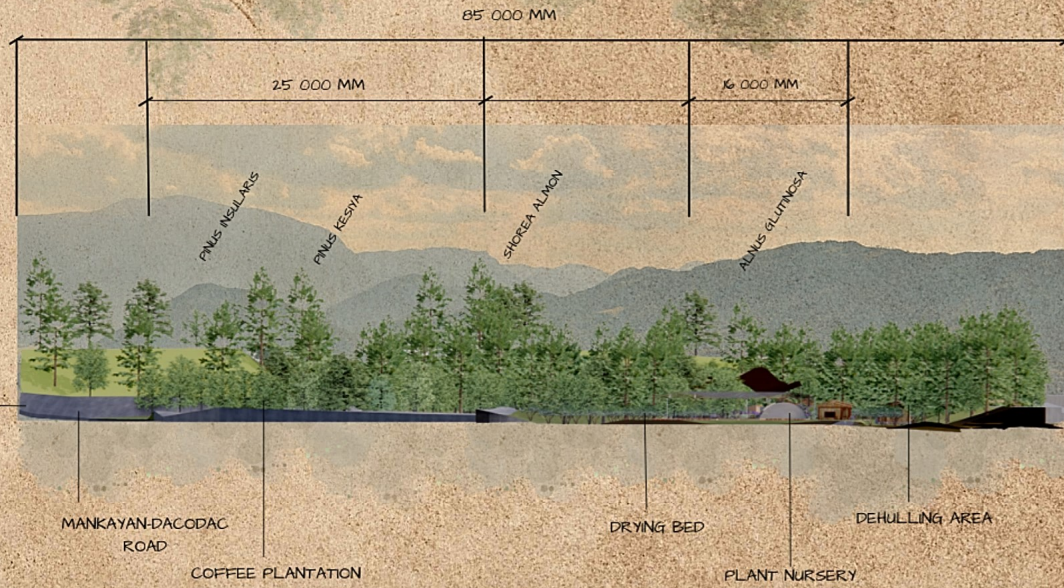 85 000 MM
25 000 MM
16 000 MM
PINUS INSULARIS
PINUS KESIYA
SHOREA ALMON
ALNUS GLUTINOSA
MANKAYAN-DACODAC
ROAD
COFFEE PLANTATION
DRYING BED
PLANT NURSERY
DEHULLING AREA